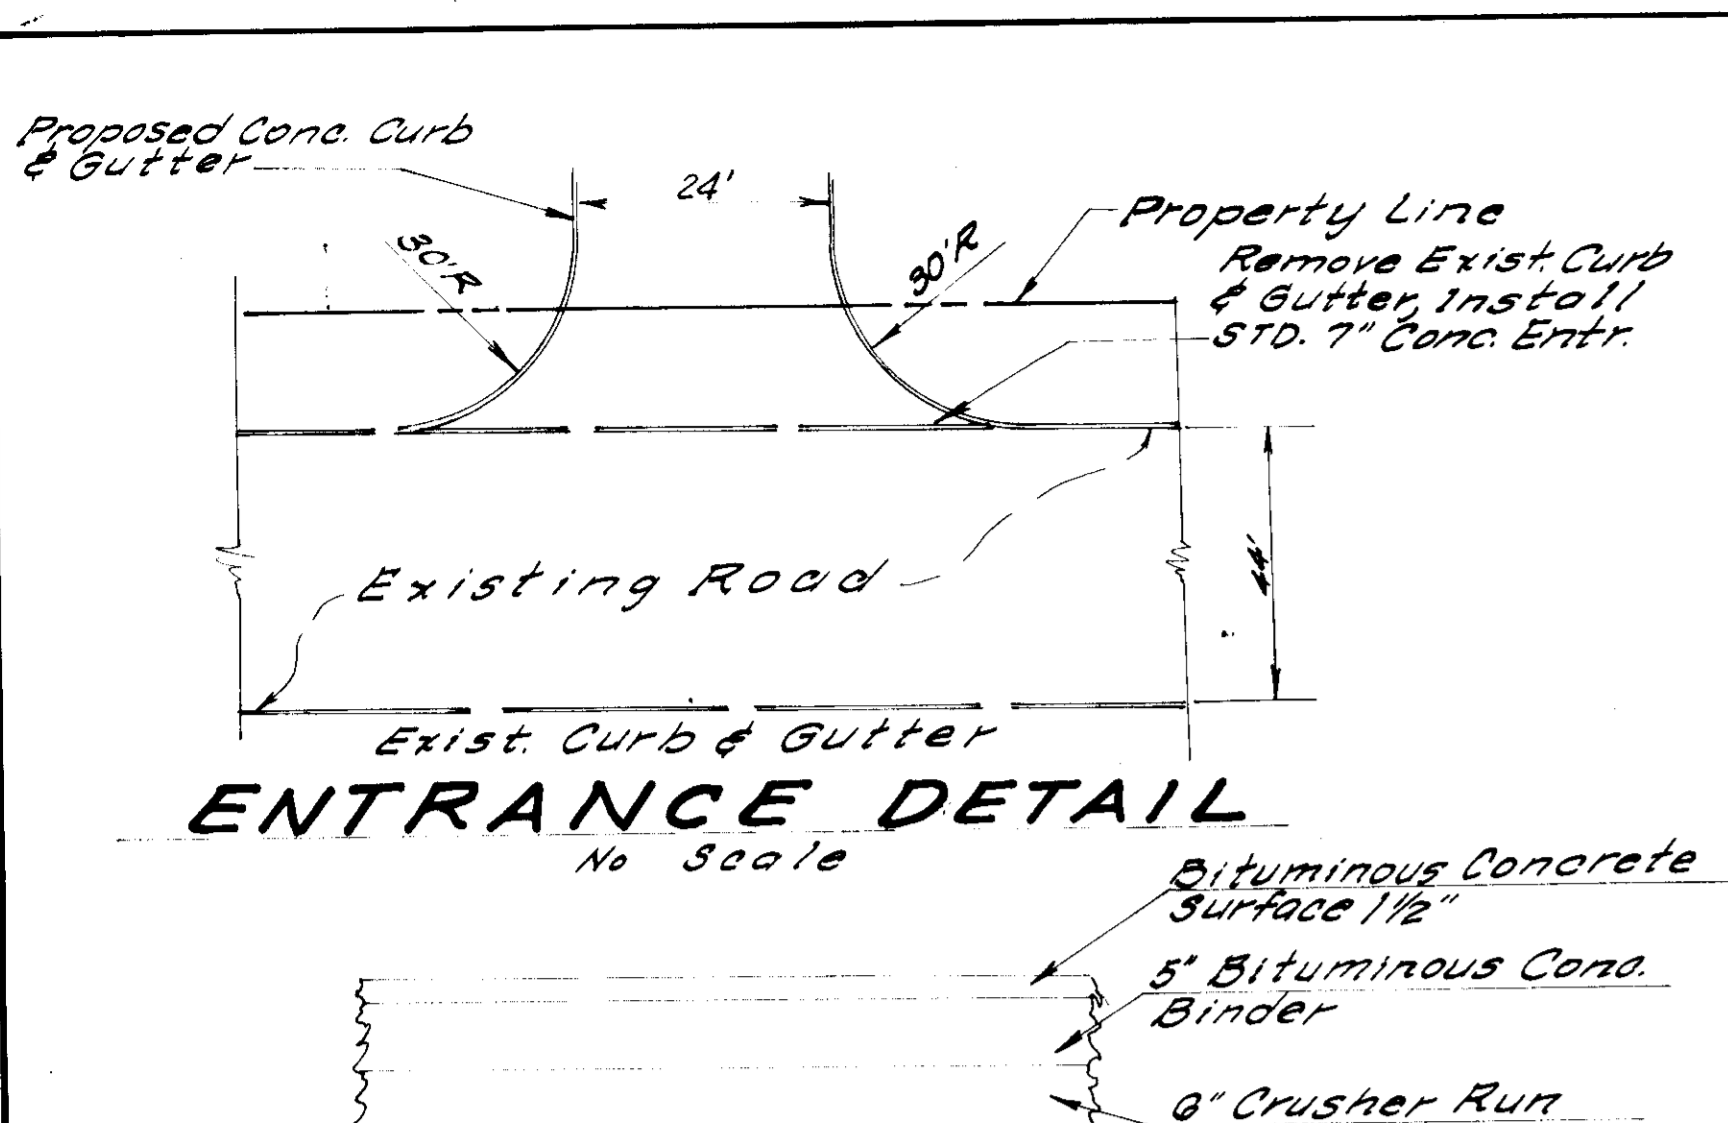 Proposed Conc. Curb
& Gutter
24'
30'R
30'R
Property Line
Remove Exist. Curb
& Gutter, Install
STD. 7" Conc. Entr.
Existing Road
44'
Exist. Curb & Gutter
ENTRANCE DETAIL
No Scale
Bituminous Concrete
Surface 1½"
5" Bituminous Conc.
Binder
6" Crusher Run